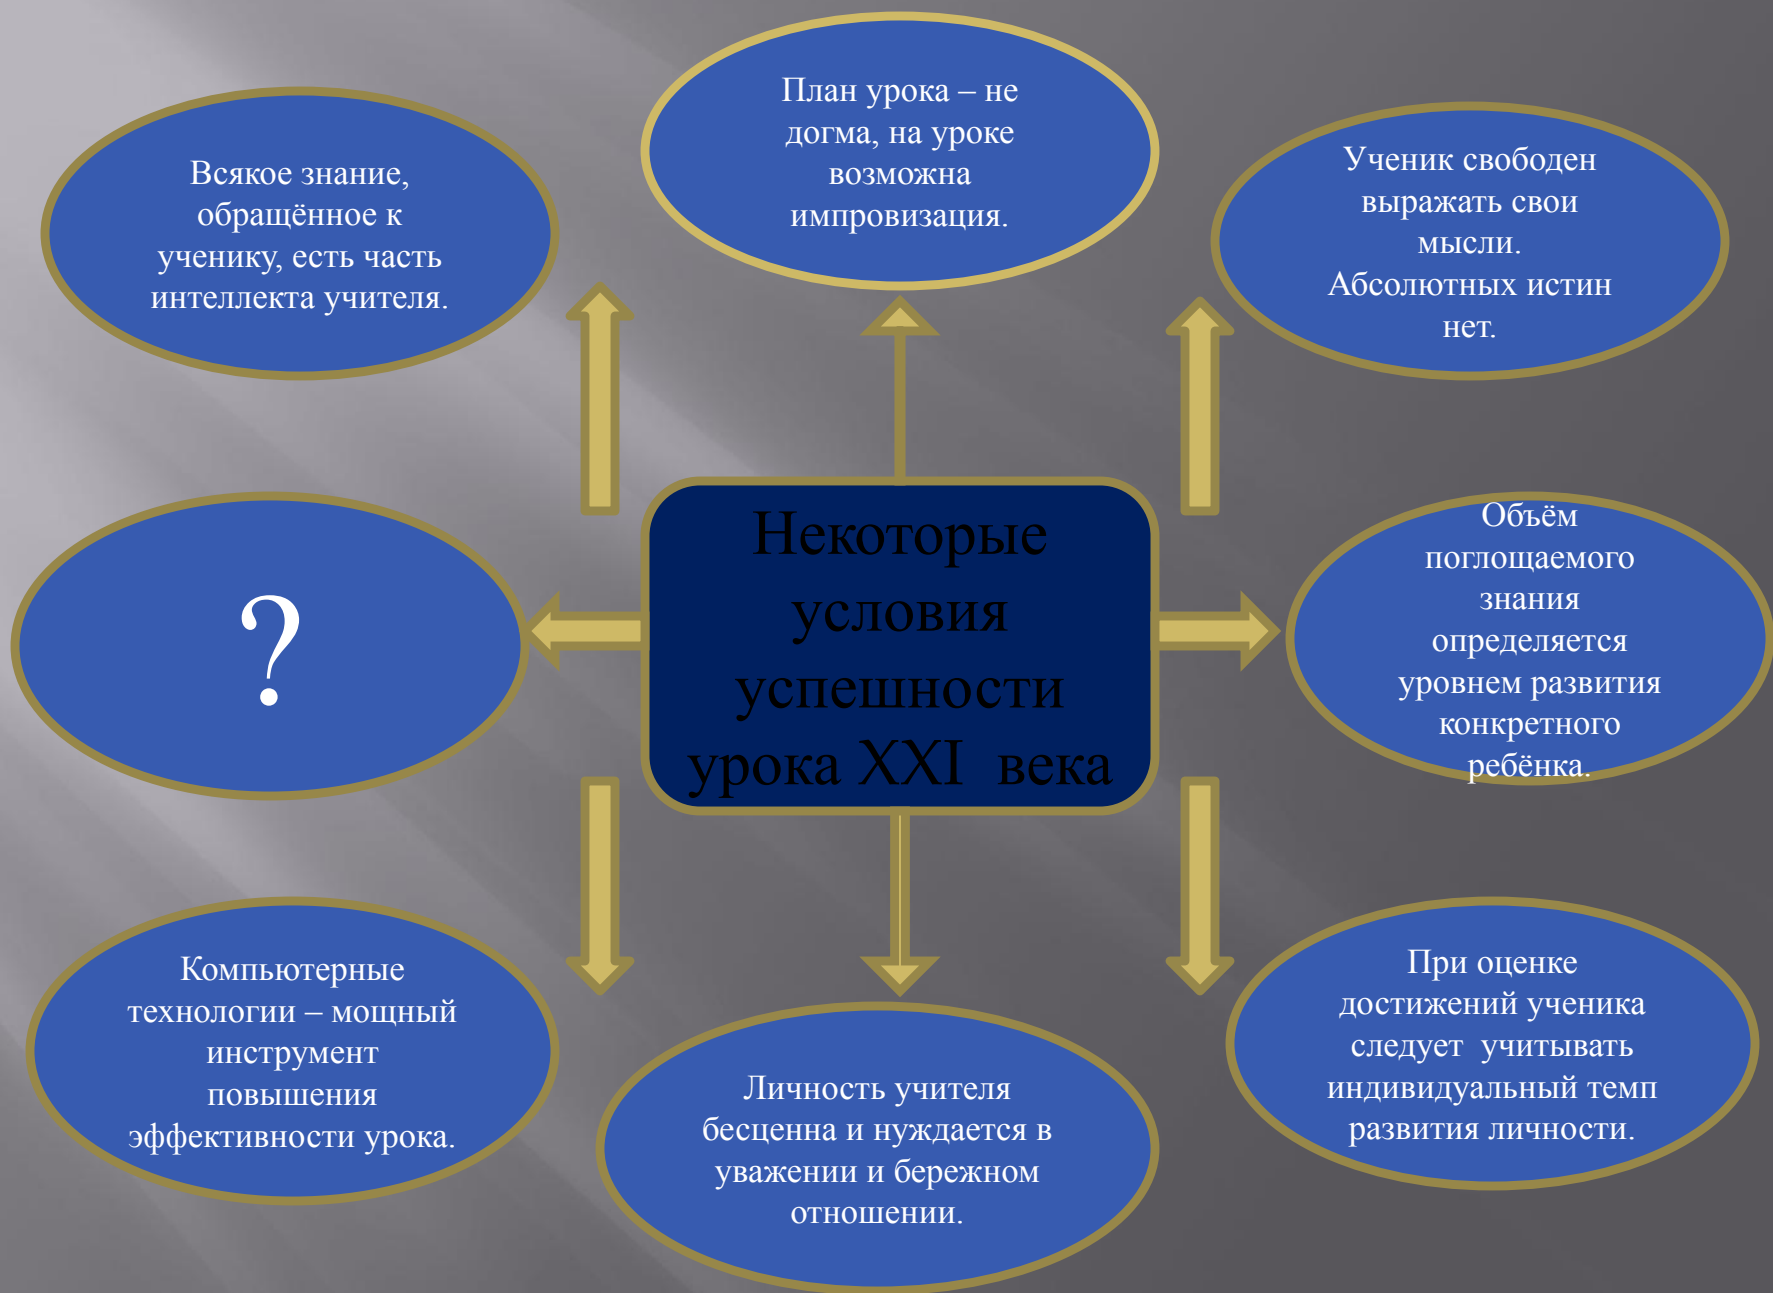 План урока – не
догма, на уроке
возможна
импровизация.
Всякое знание,
обращённое к
ученику, есть часть
интеллекта учителя.
Ученик свободен
выражать свои
мысли.
Абсолютных истин
нет.
Некоторые
условия
успешности
урока XXI века
?
Объём
поглощаемого
знания
определяется
уровнем развития
конкретного
ребёнка.
Компьютерные
технологии – мощный
инструмент
повышения
эффективности урока.
Личность учителя
бесценна и нуждается в
уважении и бережном
отношении.
При оценке
достижений ученика
следует учитывать
индивидуальный темп
развития личности.